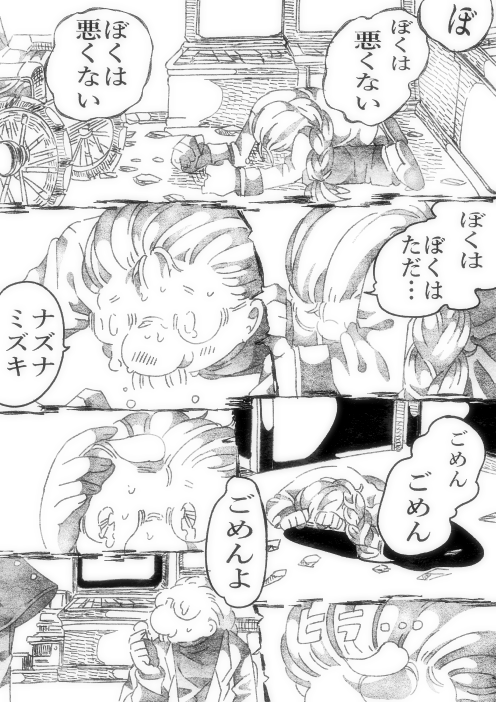 ぼ
ぼくは
悪くない
ぼくは
悪くない
ぼくは
ぼくは
ただ…
ナズナ
ミズキ
ごめん
ごめん
ごめんよ
ヒラ…